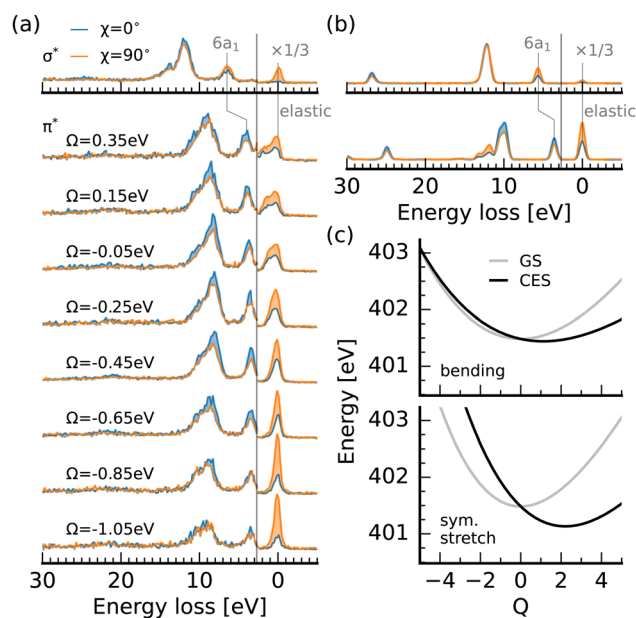 (a)
χ=0°
χ=90°
σ*
6a₁
×1/3
elastic
π*
Ω=0.35eV
Ω=0.15eV
Ω=-0.05eV
Ω=-0.25eV
Ω=-0.45eV
Ω=-0.65eV
Ω=-0.85eV
Ω=-1.05eV
30 20 10 0
Energy loss [eV]
(b)
6a₁
×1/3
elastic
30 20 10 0
Energy loss [eV]
(c)
GS
CES
403
402
401
bending
Energy [eV]
403
402
401
sym.
stretch
−4 −2 0 2 4
Q